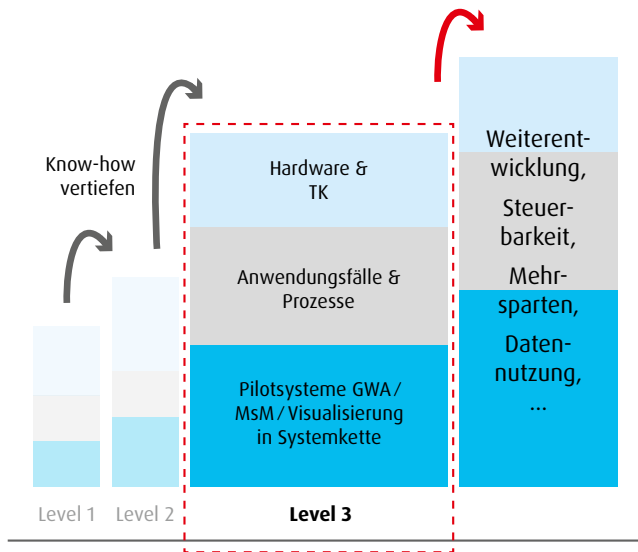 Know-how
vertiefen
Hardware &
TK
Anwendungsfälle &
Prozesse
Pilotsysteme GWA/
MsM/Visualisierung
in Systemkette
Weiterent-
wicklung,
Steuer-
barkeit,
Mehr-
sparten,
Daten-
nutzung,
...
Level 1
Level 2
Level 3